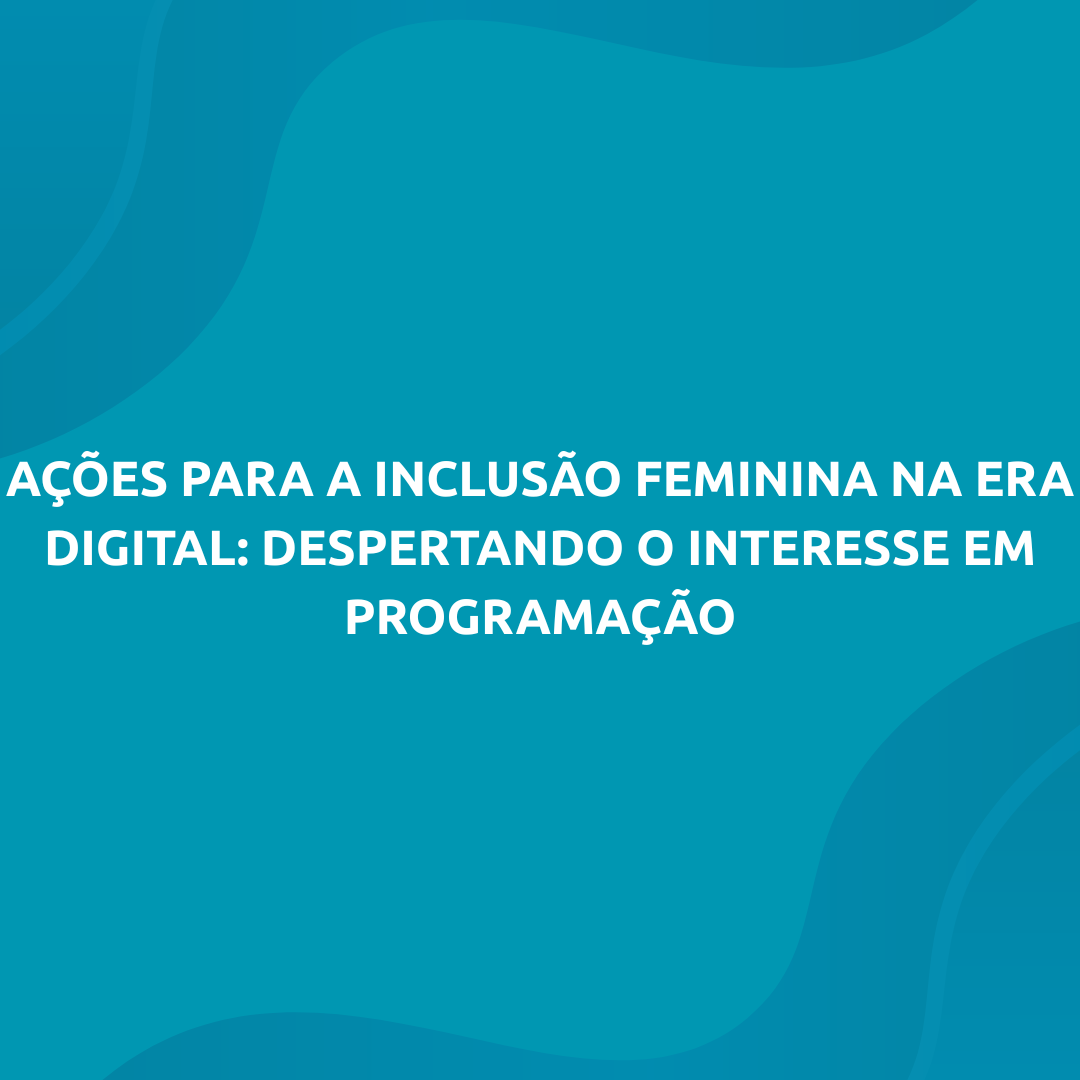 AÇÕES PARA A INCLUSÃO FEMININA NA ERA
DIGITAL: DESPERTANDO O INTERESSE EM
PROGRAMAÇÃO